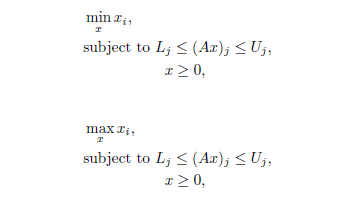 min x_i,
x
subject to L_j ≤ (Ax)_j ≤ U_j,
x ≥ 0,
max x_i,
x
subject to L_j ≤ (Ax)_j ≤ U_j,
x ≥ 0,